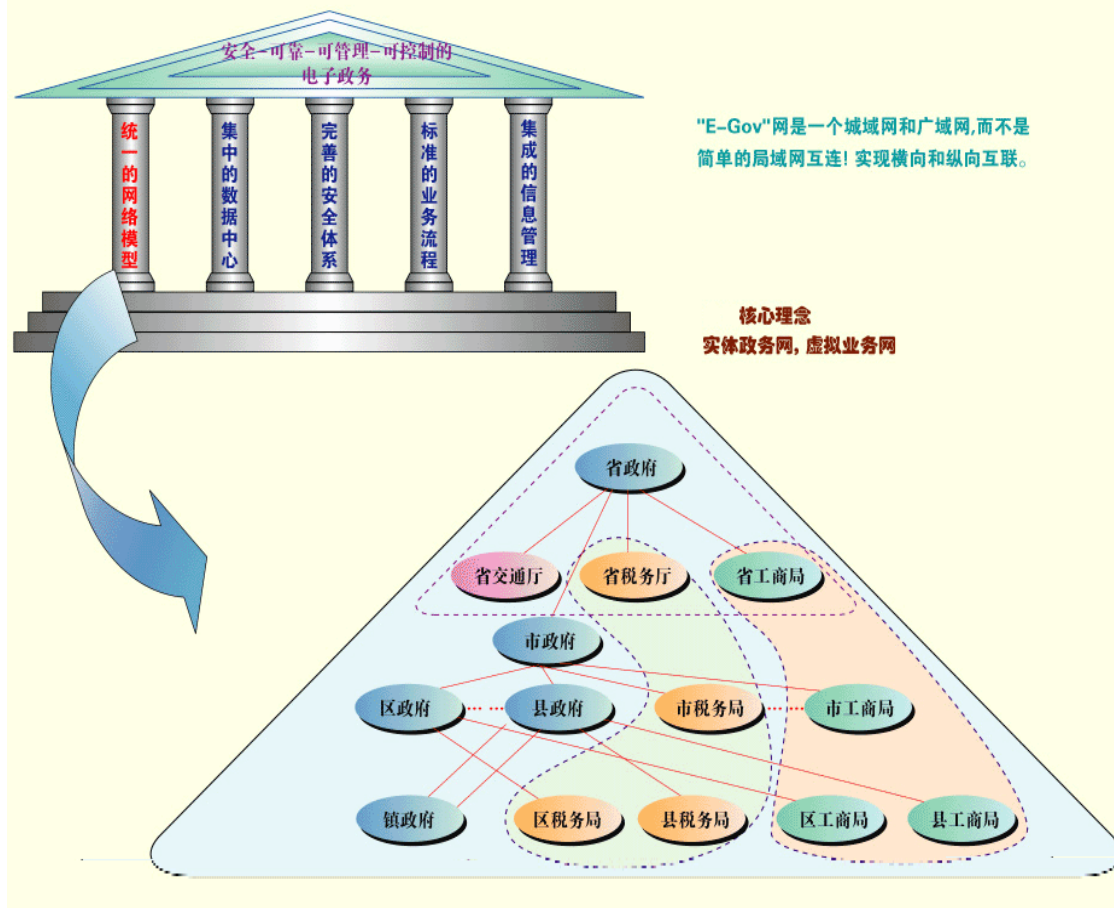 安全-可靠-可管理-可控制的
电子政务
统一的网络模型
集中的数据中心
完善的安全体系
标准的业务流程
集成的信息管理
"E-Gov"网是一个城域网和广域网,而不是
简单的局域网互连! 实现横向和纵向互联。
核心理念
实体政务网, 虚拟业务网
省政府
省交通厅
省税务厅
省工商局
市政府
区政府
县政府
市税务局
市工商局
镇政府
区税务局
县税务局
区工商局
县工商局